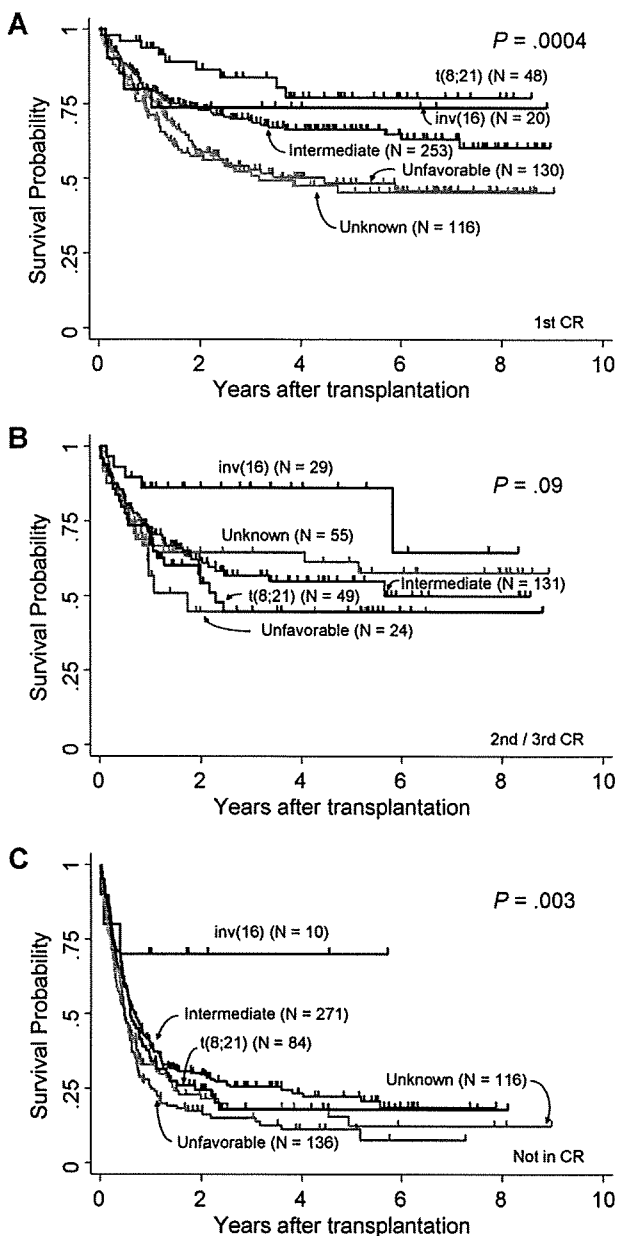 A
P = .0004
1
.75
.5
.25
0
Survival Probability
t(8;21) (N = 48)
inv(16) (N = 20)
Intermediate (N = 253)
Unfavorable (N = 130)
Unknown (N = 116)
1st CR
0 2 4 6 8 10
Years after transplantation
B
P = .09
1
.75
.5
.25
0
Survival Probability
inv(16) (N = 29)
Unknown (N = 55)
Intermediate (N = 131)
t(8;21) (N = 49)
Unfavorable (N = 24)
2nd / 3rd CR
0 2 4 6 8 10
Years after transplantation
C
P = .003
1
.75
.5
.25
0
Survival Probability
inv(16) (N = 10)
Intermediate (N = 271)
t(8;21) (N = 84)
Unknown (N = 116)
Unfavorable (N = 136)
Not in CR
0 2 4 6 8 10
Years after transplantation